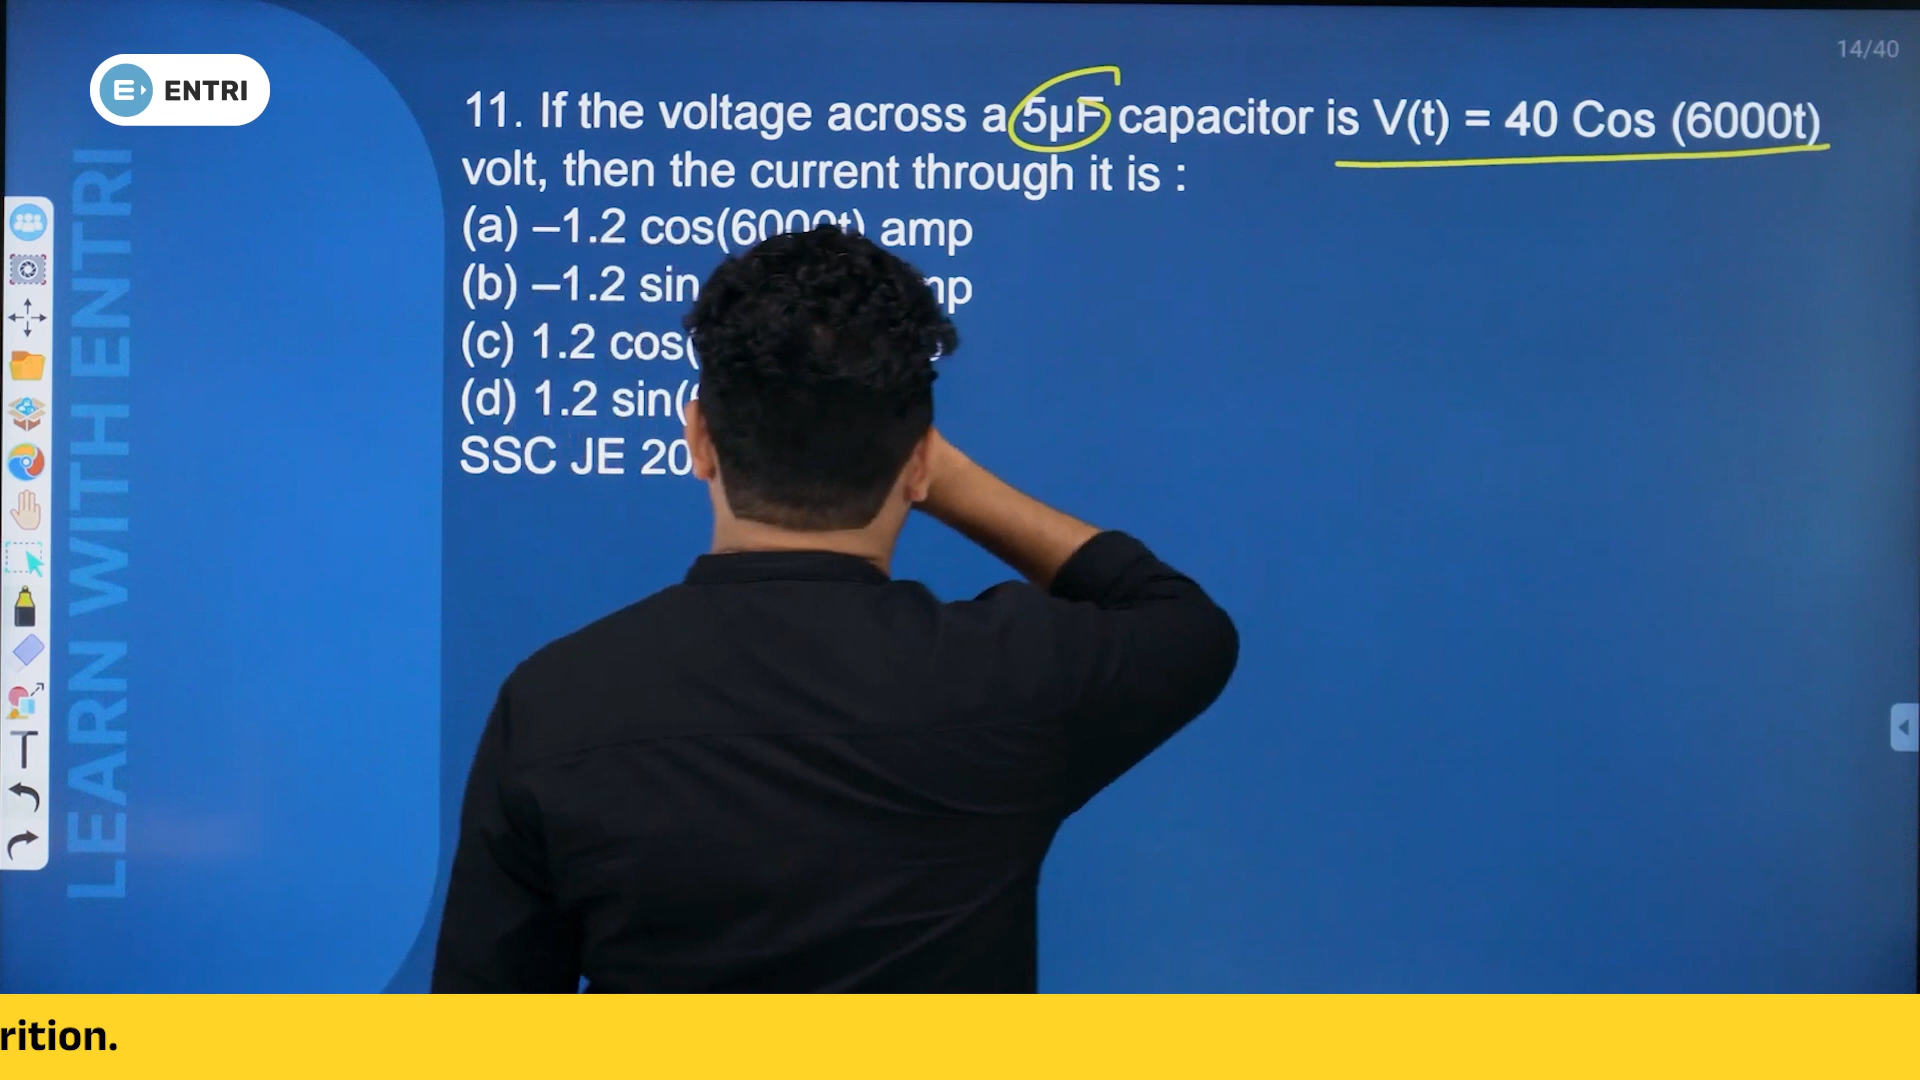 14/40
ENTRI
11. If the voltage across a 5μF capacitor is V(t) = 40 Cos (6000t)
volt, then the current through it is :
(a) –1.2 cos(6000t) amp
(b) –1.2 sin
(c) 1.2 cos(
(d) 1.2 sin(
SSC JE 20
LEARN WITH ENTRI
rition.